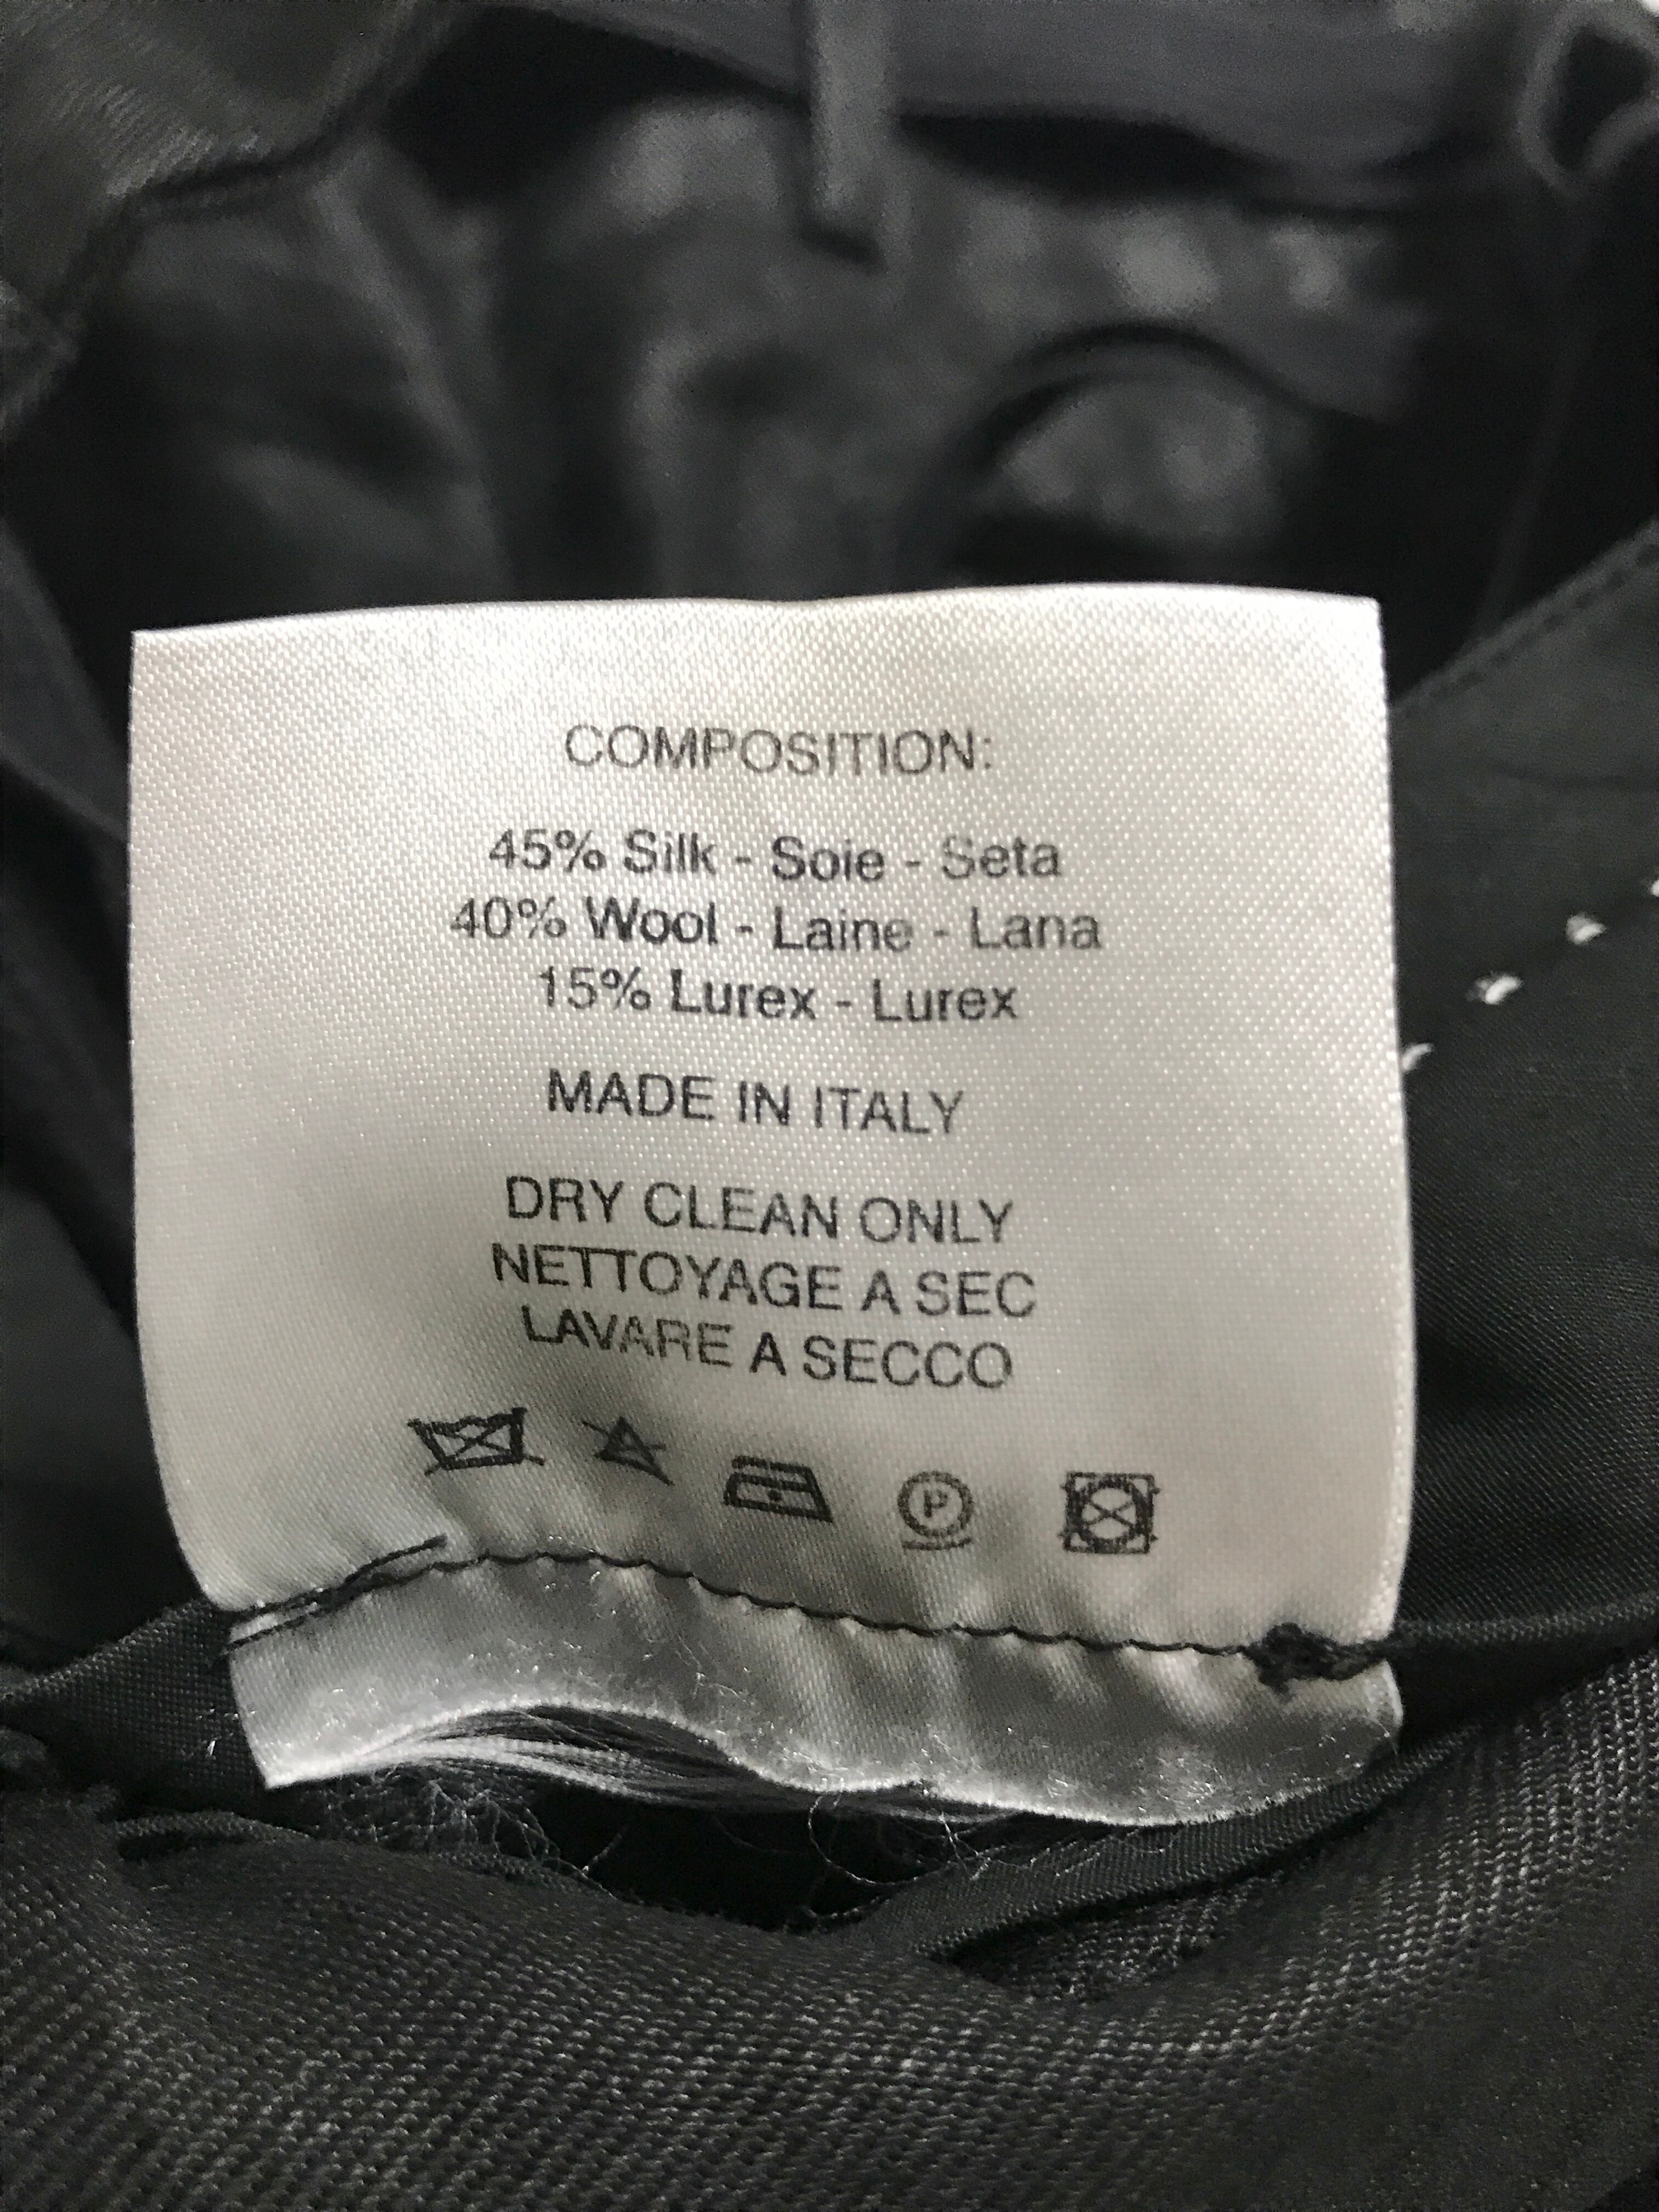 COMPOSITION:
45% Silk - Soie - Seta
40% Wool - Laine - Lana
15% Lurex - Lurex
MADE IN ITALY
DRY CLEAN ONLY
NETTOYAGE A SEC
LAVARE A SECCO
P